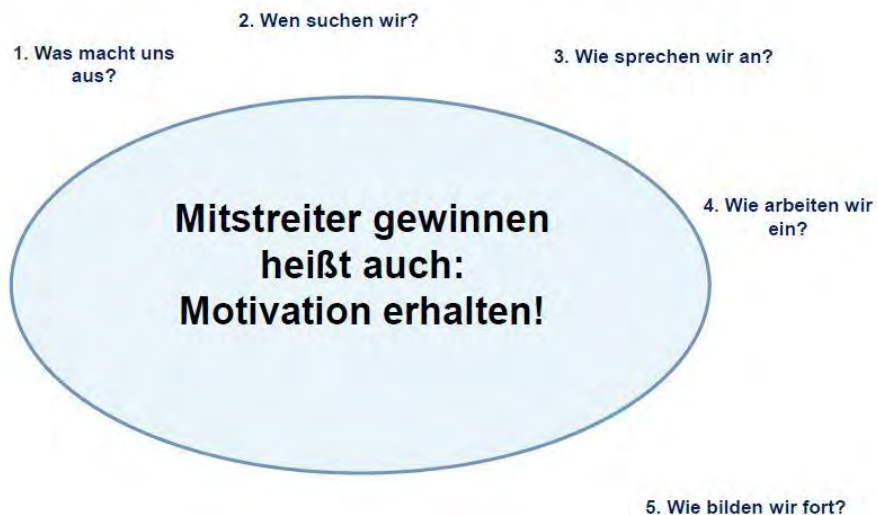 1. Was macht uns
aus?
2. Wen suchen wir?
3. Wie sprechen wir an?
4. Wie arbeiten wir
ein?
5. Wie bilden wir fort?
Mitstreiter gewinnen
heißt auch:
Motivation erhalten!